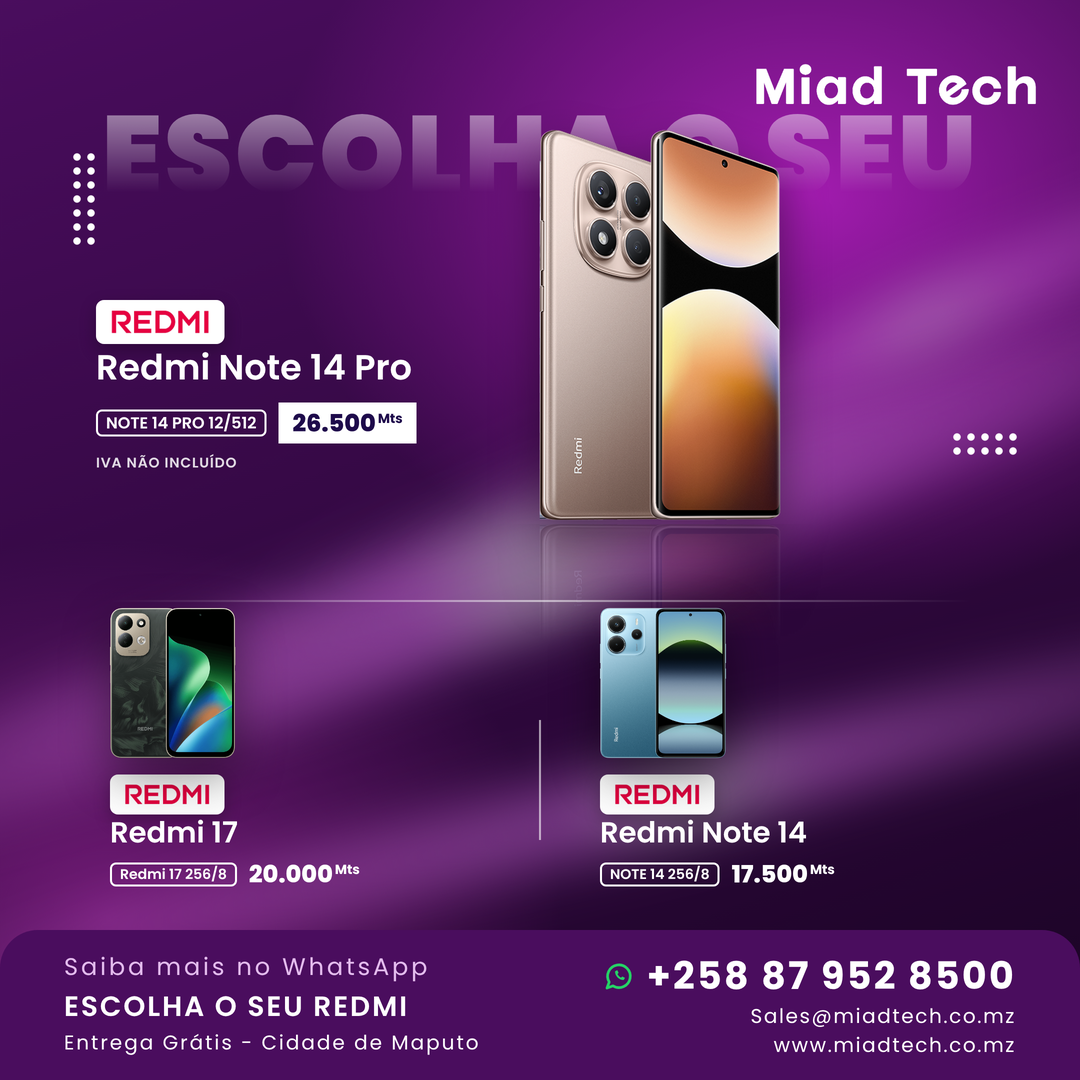 Miad Tech
ESCOLHA O SEU
REDMI
Redmi Note 14 Pro
NOTE 14 PRO 12/512 26.500 Mts
IVA NÃO INCLUÍDO
Redmi
REDMI
Redmi
REDMI
Redmi 17
Redmi 17 256/8 20.000 Mts
REDMI
Redmi Note 14
NOTE 14 256/8 17.500 Mts
Saiba mais no WhatsApp
ESCOLHA O SEU REDMI
Entrega Grátis - Cidade de Maputo
+258 87 952 8500
Sales@miadtech.co.mz
www.miadtech.co.mz